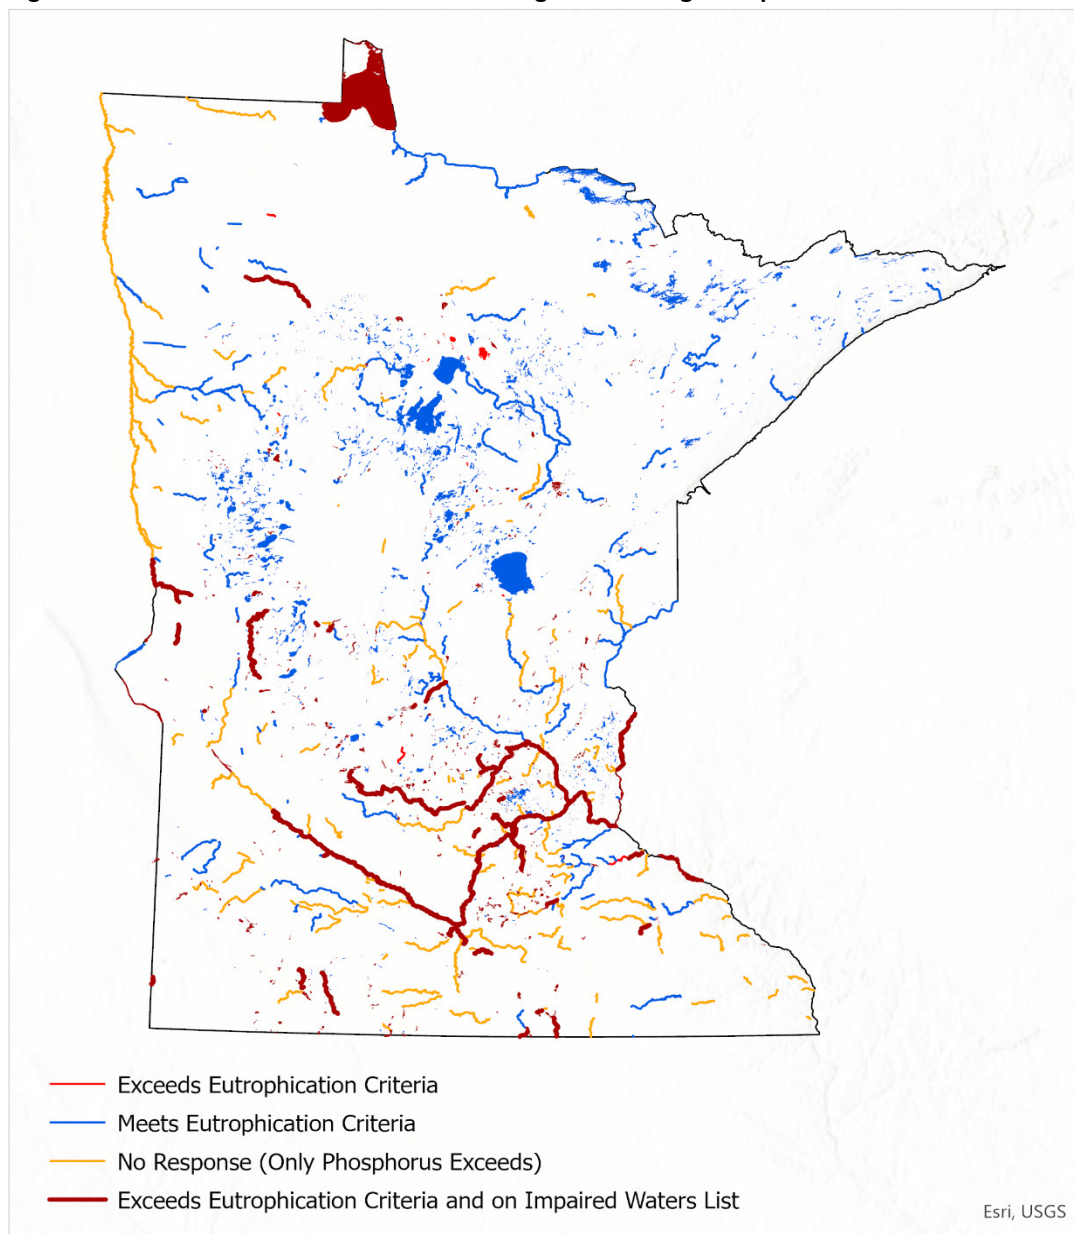 Exceeds Eutrophication Criteria
Meets Eutrophication Criteria
No Response (Only Phosphorus Exceeds)
Exceeds Eutrophication Criteria and on Impaired Waters List
Esri, USGS